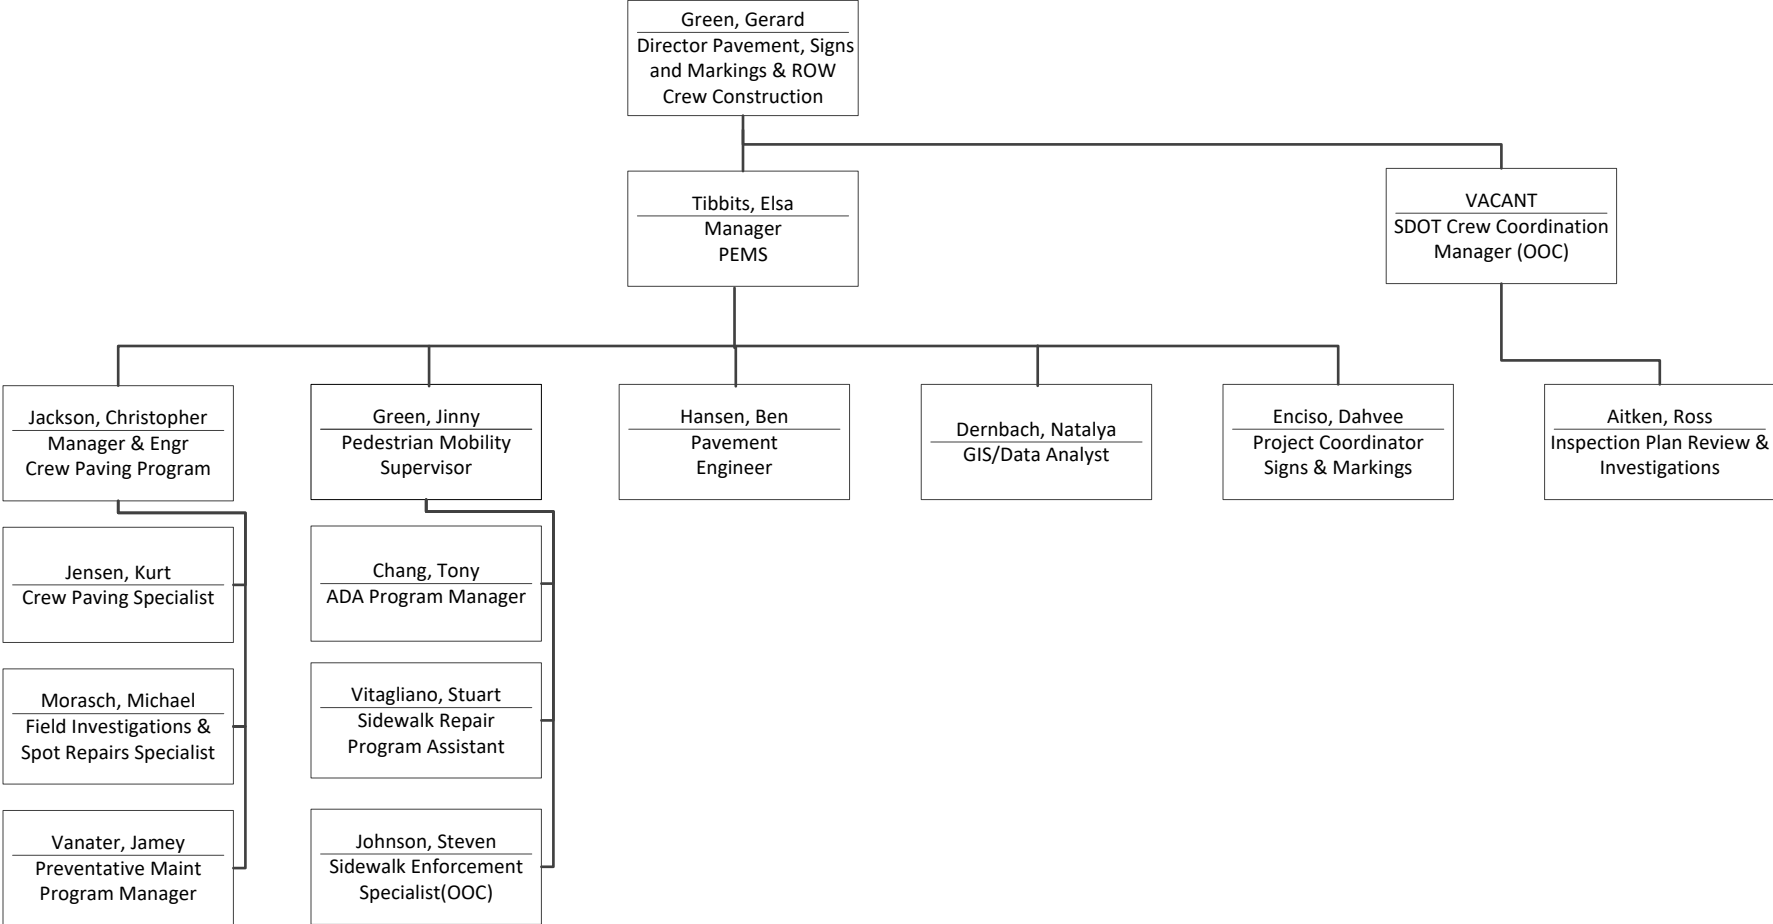 Green, Gerard
Director Pavement, Signs
and Markings & ROW
Crew Construction
Tibbits, Elsa
Manager
PEMS
VACANT
SDOT Crew Coordination
Manager (OOC)
Jackson, Christopher
Manager & Engr
Crew Paving Program
Green, Jinny
Pedestrian Mobility
Supervisor
Hansen, Ben
Pavement
Engineer
Dernbach, Natalya
GIS/Data Analyst
Enciso, Dahvee
Project Coordinator
Signs & Markings
Aitken, Ross
Inspection Plan Review &
Investigations
Jensen, Kurt
Crew Paving Specialist
Chang, Tony
ADA Program Manager
Morasch, Michael
Field Investigations &
Spot Repairs Specialist
Vitagliano, Stuart
Sidewalk Repair
Program Assistant
Vanater, Jamey
Preventative Maint
Program Manager
Johnson, Steven
Sidewalk Enforcement
Specialist(OOC)